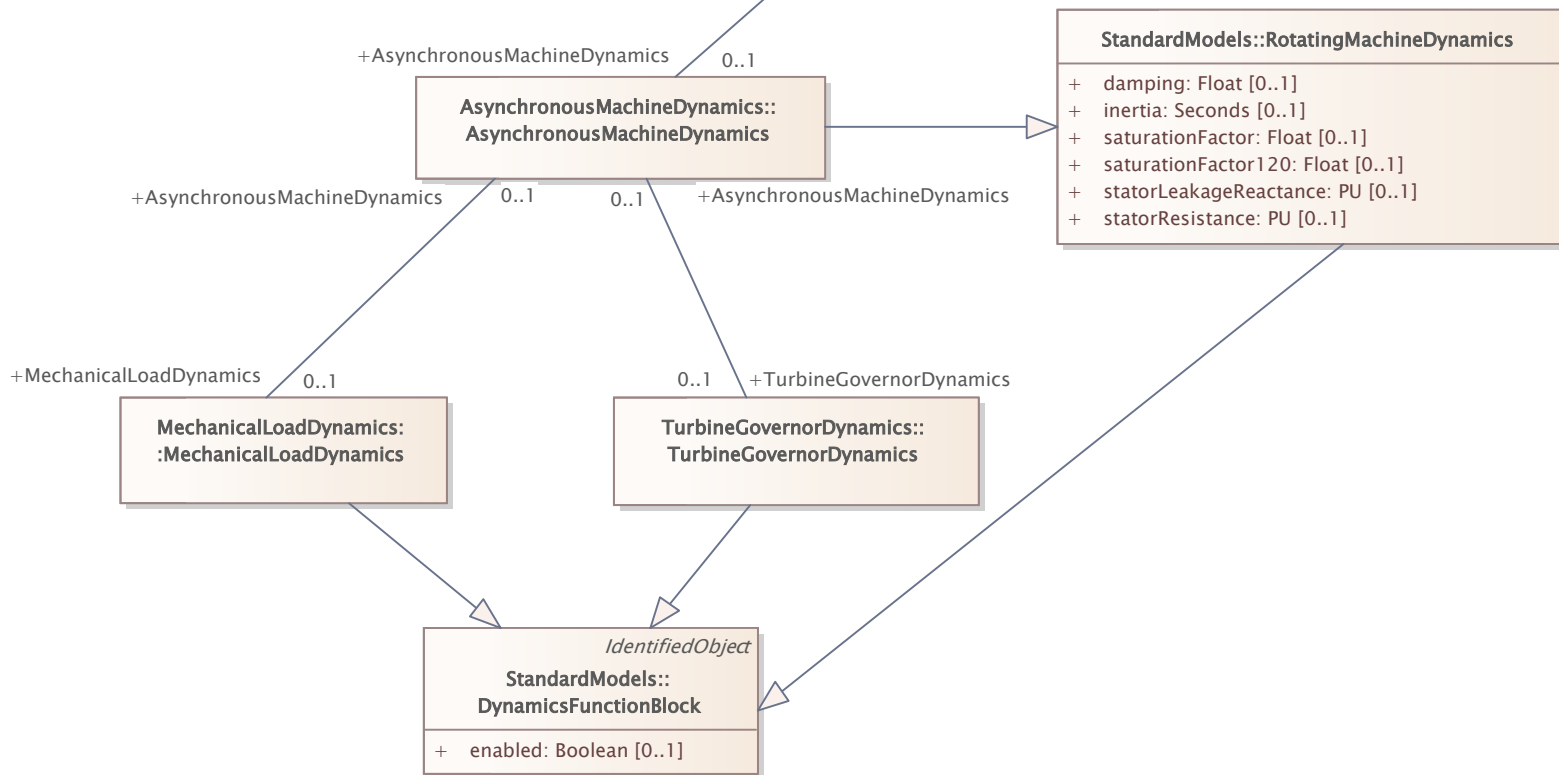 +AsynchronousMachineDynamics
0..1
AsynchronousMachineDynamics::
AsynchronousMachineDynamics
StandardModels::RotatingMachineDynamics
+ damping: Float [0..1]
+ inertia: Seconds [0..1]
+ saturationFactor: Float [0..1]
+ saturationFactor120: Float [0..1]
+ statorLeakageReactance: PU [0..1]
+ statorResistance: PU [0..1]
+AsynchronousMachineDynamics
0..1
0..1
+AsynchronousMachineDynamics
+MechanicalLoadDynamics
0..1
0..1
+TurbineGovernorDynamics
MechanicalLoadDynamics:
:MechanicalLoadDynamics
TurbineGovernorDynamics::
TurbineGovernorDynamics
IdentifiedObject
StandardModels::
DynamicsFunctionBlock
+ enabled: Boolean [0..1]